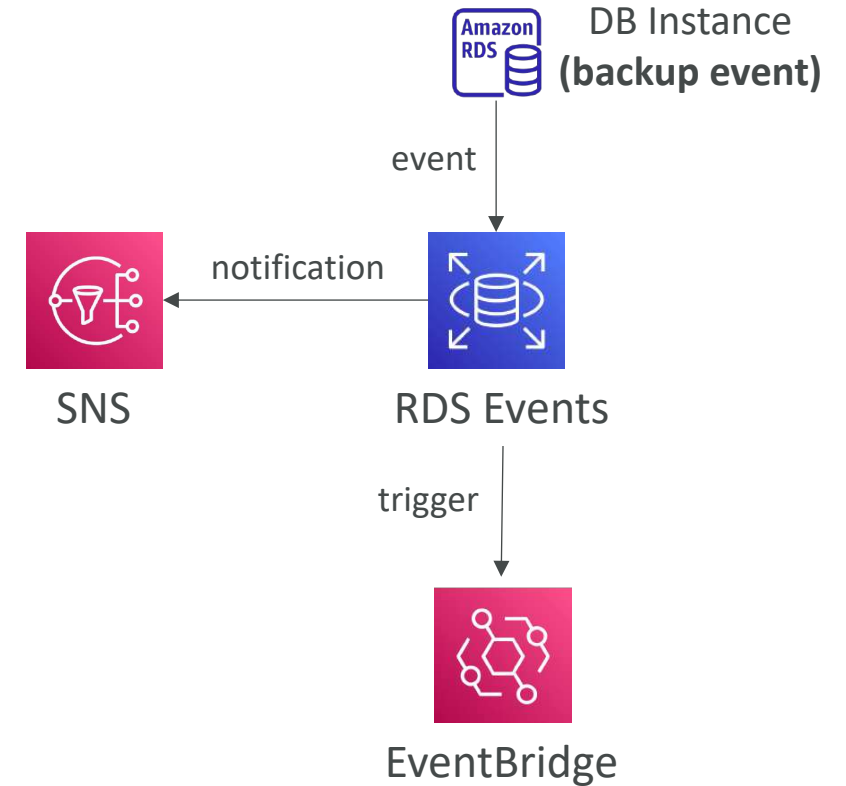 Amazon
RDS
DB Instance
(backup event)
event
notification
SNS
RDS Events
trigger
EventBridge